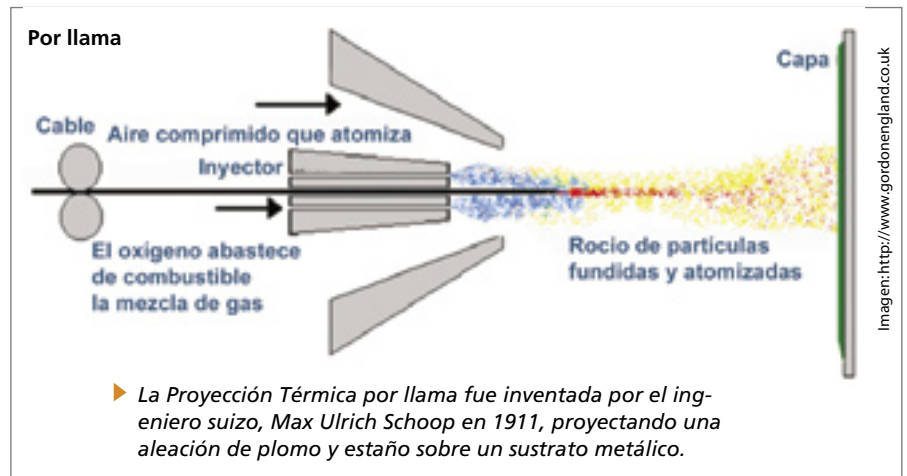 Por llama
Capa
Cable
Aire comprimido que atomiza
Inyector
El oxigeno abastece
de combustible
la mezcla de gas
Rocio de particulas
fundidas y atomizadas
Imagen:http://www.gordonengland.co.uk
La Proyección Térmica por llama fue inventada por el ing-
eniero suizo, Max Ulrich Schoop en 1911, proyectando una
aleación de plomo y estaño sobre un sustrato metálico.